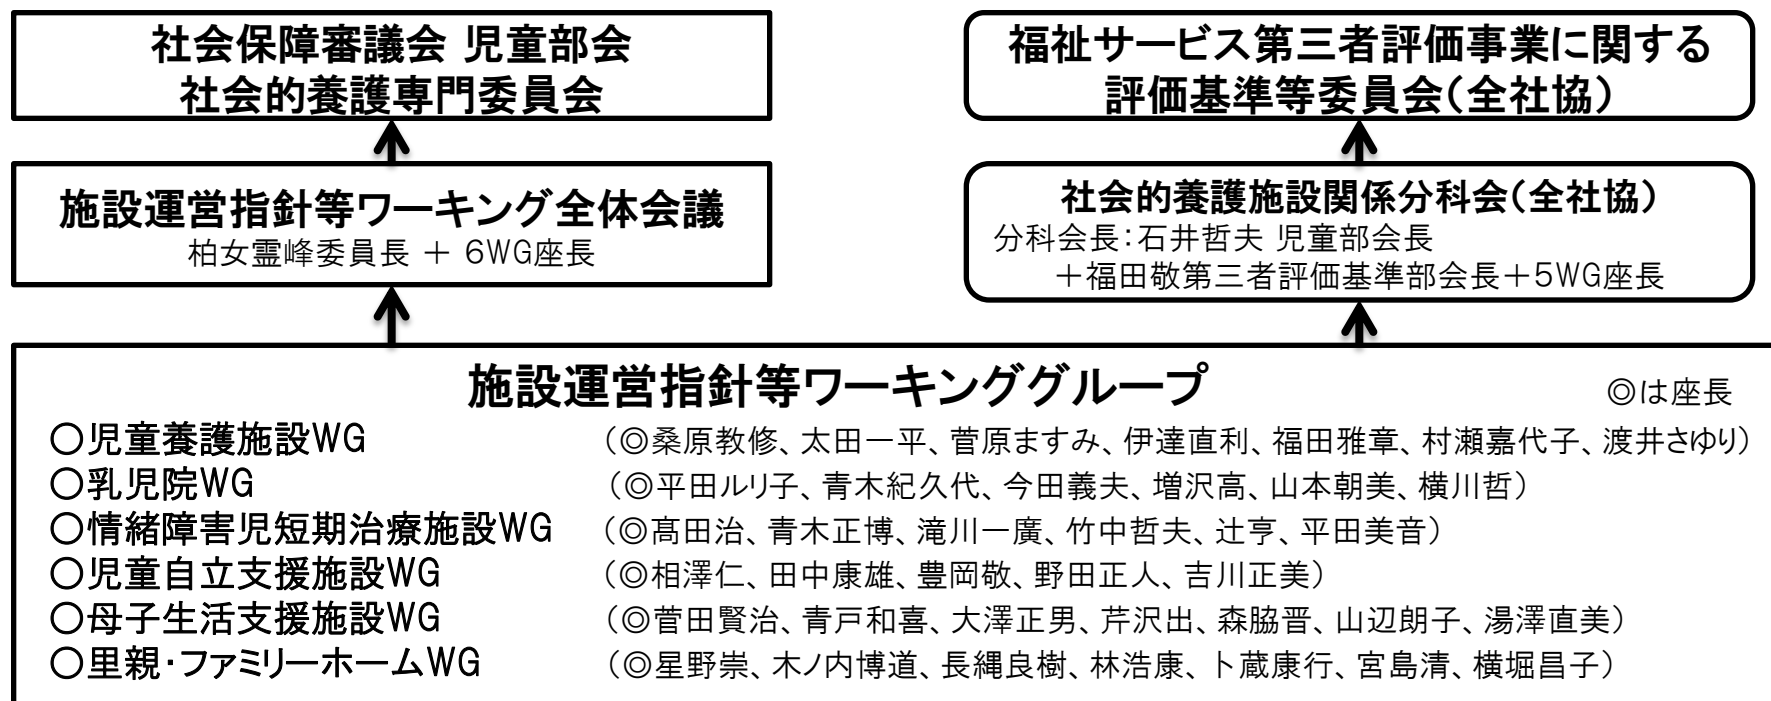 社会保障審議会 児童部会
社会的養護専門委員会
福祉サービス第三者評価事業に関する
評価基準等委員会(全社協)
施設運営指針等ワーキング全体会議
柏女霊峰委員長 + 6WG座長
社会的養護施設関係分科会(全社協)
分科会長:石井哲夫 児童部会長
+福田敬第三者評価基準部会長+5WG座長
施設運営指針等ワーキンググループ ◎は座長
○児童養護施設WG (◎桑原教修、太田一平、菅原ますみ、伊達直利、福田雅章、村瀬嘉代子、渡井さゆり)
○乳児院WG (◎平田ルリ子、青木紀久代、今田義夫、増沢高、山本朝美、横川哲)
○情緒障害児短期治療施設WG (◎髙田治、青木正博、滝川一廣、竹中哲夫、辻亨、平田美音)
○児童自立支援施設WG (◎相澤仁、田中康雄、豊岡敬、野田正人、吉川正美)
○母子生活支援施設WG (◎菅田賢治、青戸和喜、大澤正男、芹沢出、森脇晋、山辺朗子、湯澤直美)
○里親・ファミリーホームWG (◎星野崇、木ノ内博道、長縄良樹、林浩康、卜蔵康行、宮島清、横堀昌子)